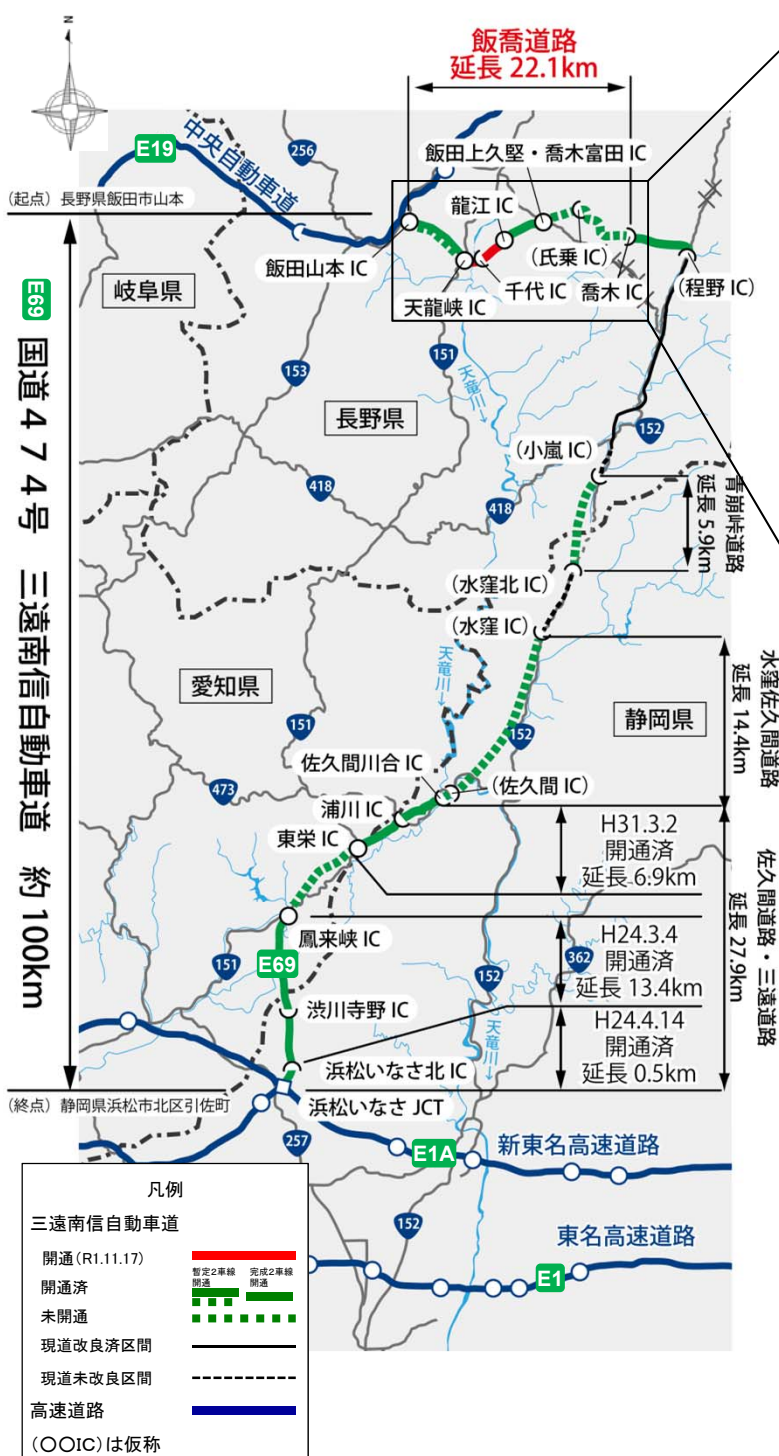 N
飯喬道路
延長 22.1km
E19
中央自動車道
256
飯田上久堅・喬木富田 IC
(起点) 長野県飯田市山本
龍江 IC
飯田山本 IC
(氏乗 IC)
天龍峡 IC
千代 IC
喬木 IC
(程野 IC)
岐阜県
E69
国道474号 三遠南信自動車道 約100km
153
151
天竜川→
長野県
152
(小嵐 IC)
418
418
青崩峠道路
延長 5.9km
(水窪北 IC)
(水窪 IC)
天竜川→
愛知県
静岡県
水窪佐久間道路
延長 14.4km
151
152
佐久間川合 IC
(佐久間 IC)
473
浦川 IC
東栄 IC
H31.3.2
開通済
延長 6.9km
佐久間道路・三遠道路
延長 27.9km
鳳来峡 IC
H24.3.4
開通済
延長 13.4km
151
E69
152
362
渋川寺野 IC
天竜川→
H24.4.14
開通済
延長 0.5km
浜松いなさ北 IC
(終点) 静岡県浜松市北区引佐町
浜松いなさ JCT
257
E1A
新東名高速道路
152
東名高速道路
E1
凡例
三遠南信自動車道
開通(R1.11.17)
開通済
暫定2車線
開通
完成2車線
開通
未開通
現道改良済区間
現道未改良区間
高速道路
(〇〇IC)は仮称